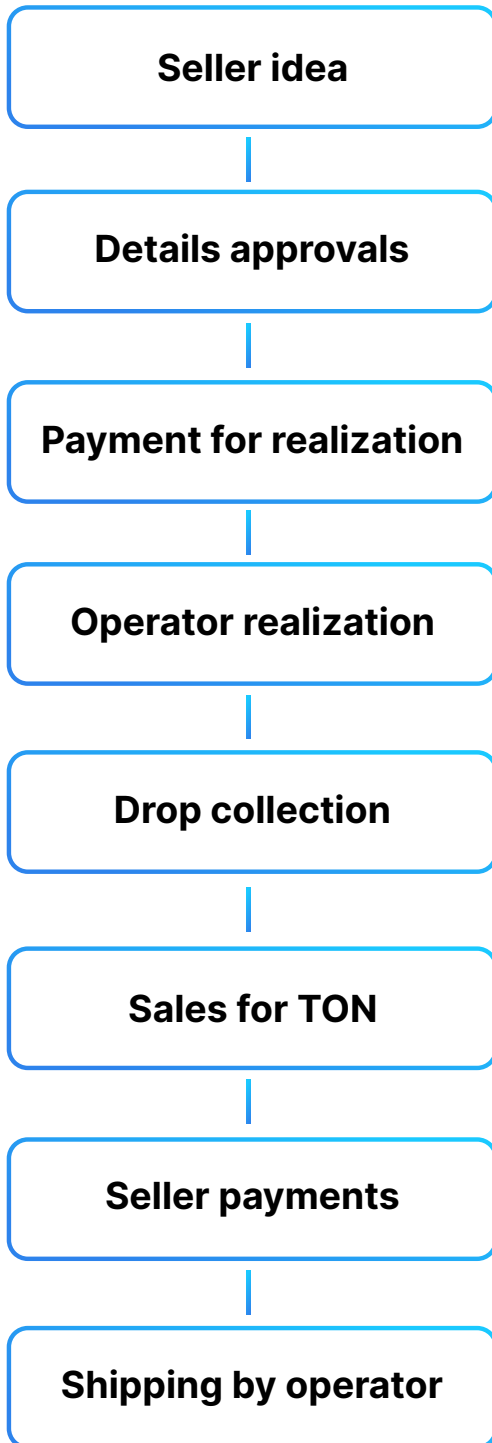 Seller idea
Details approvals
Payment for realization
Operator realization
Drop collection
Sales for TON
Seller payments
Shipping by operator